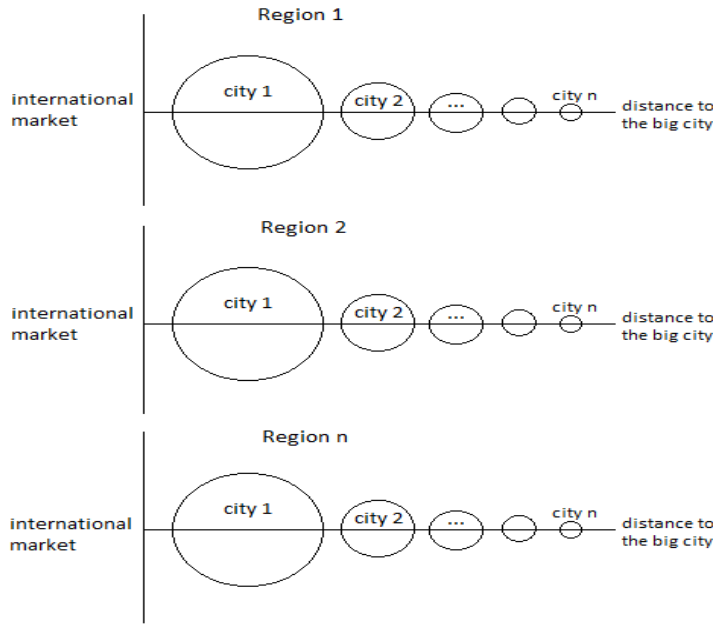 Region 1
city 1
city 2
...
city n
international
market
distance to
the big city
Region 2
city 1
city 2
...
city n
international
market
distance to
the big city
Region n
city 1
city 2
...
city n
international
market
distance to
the big city